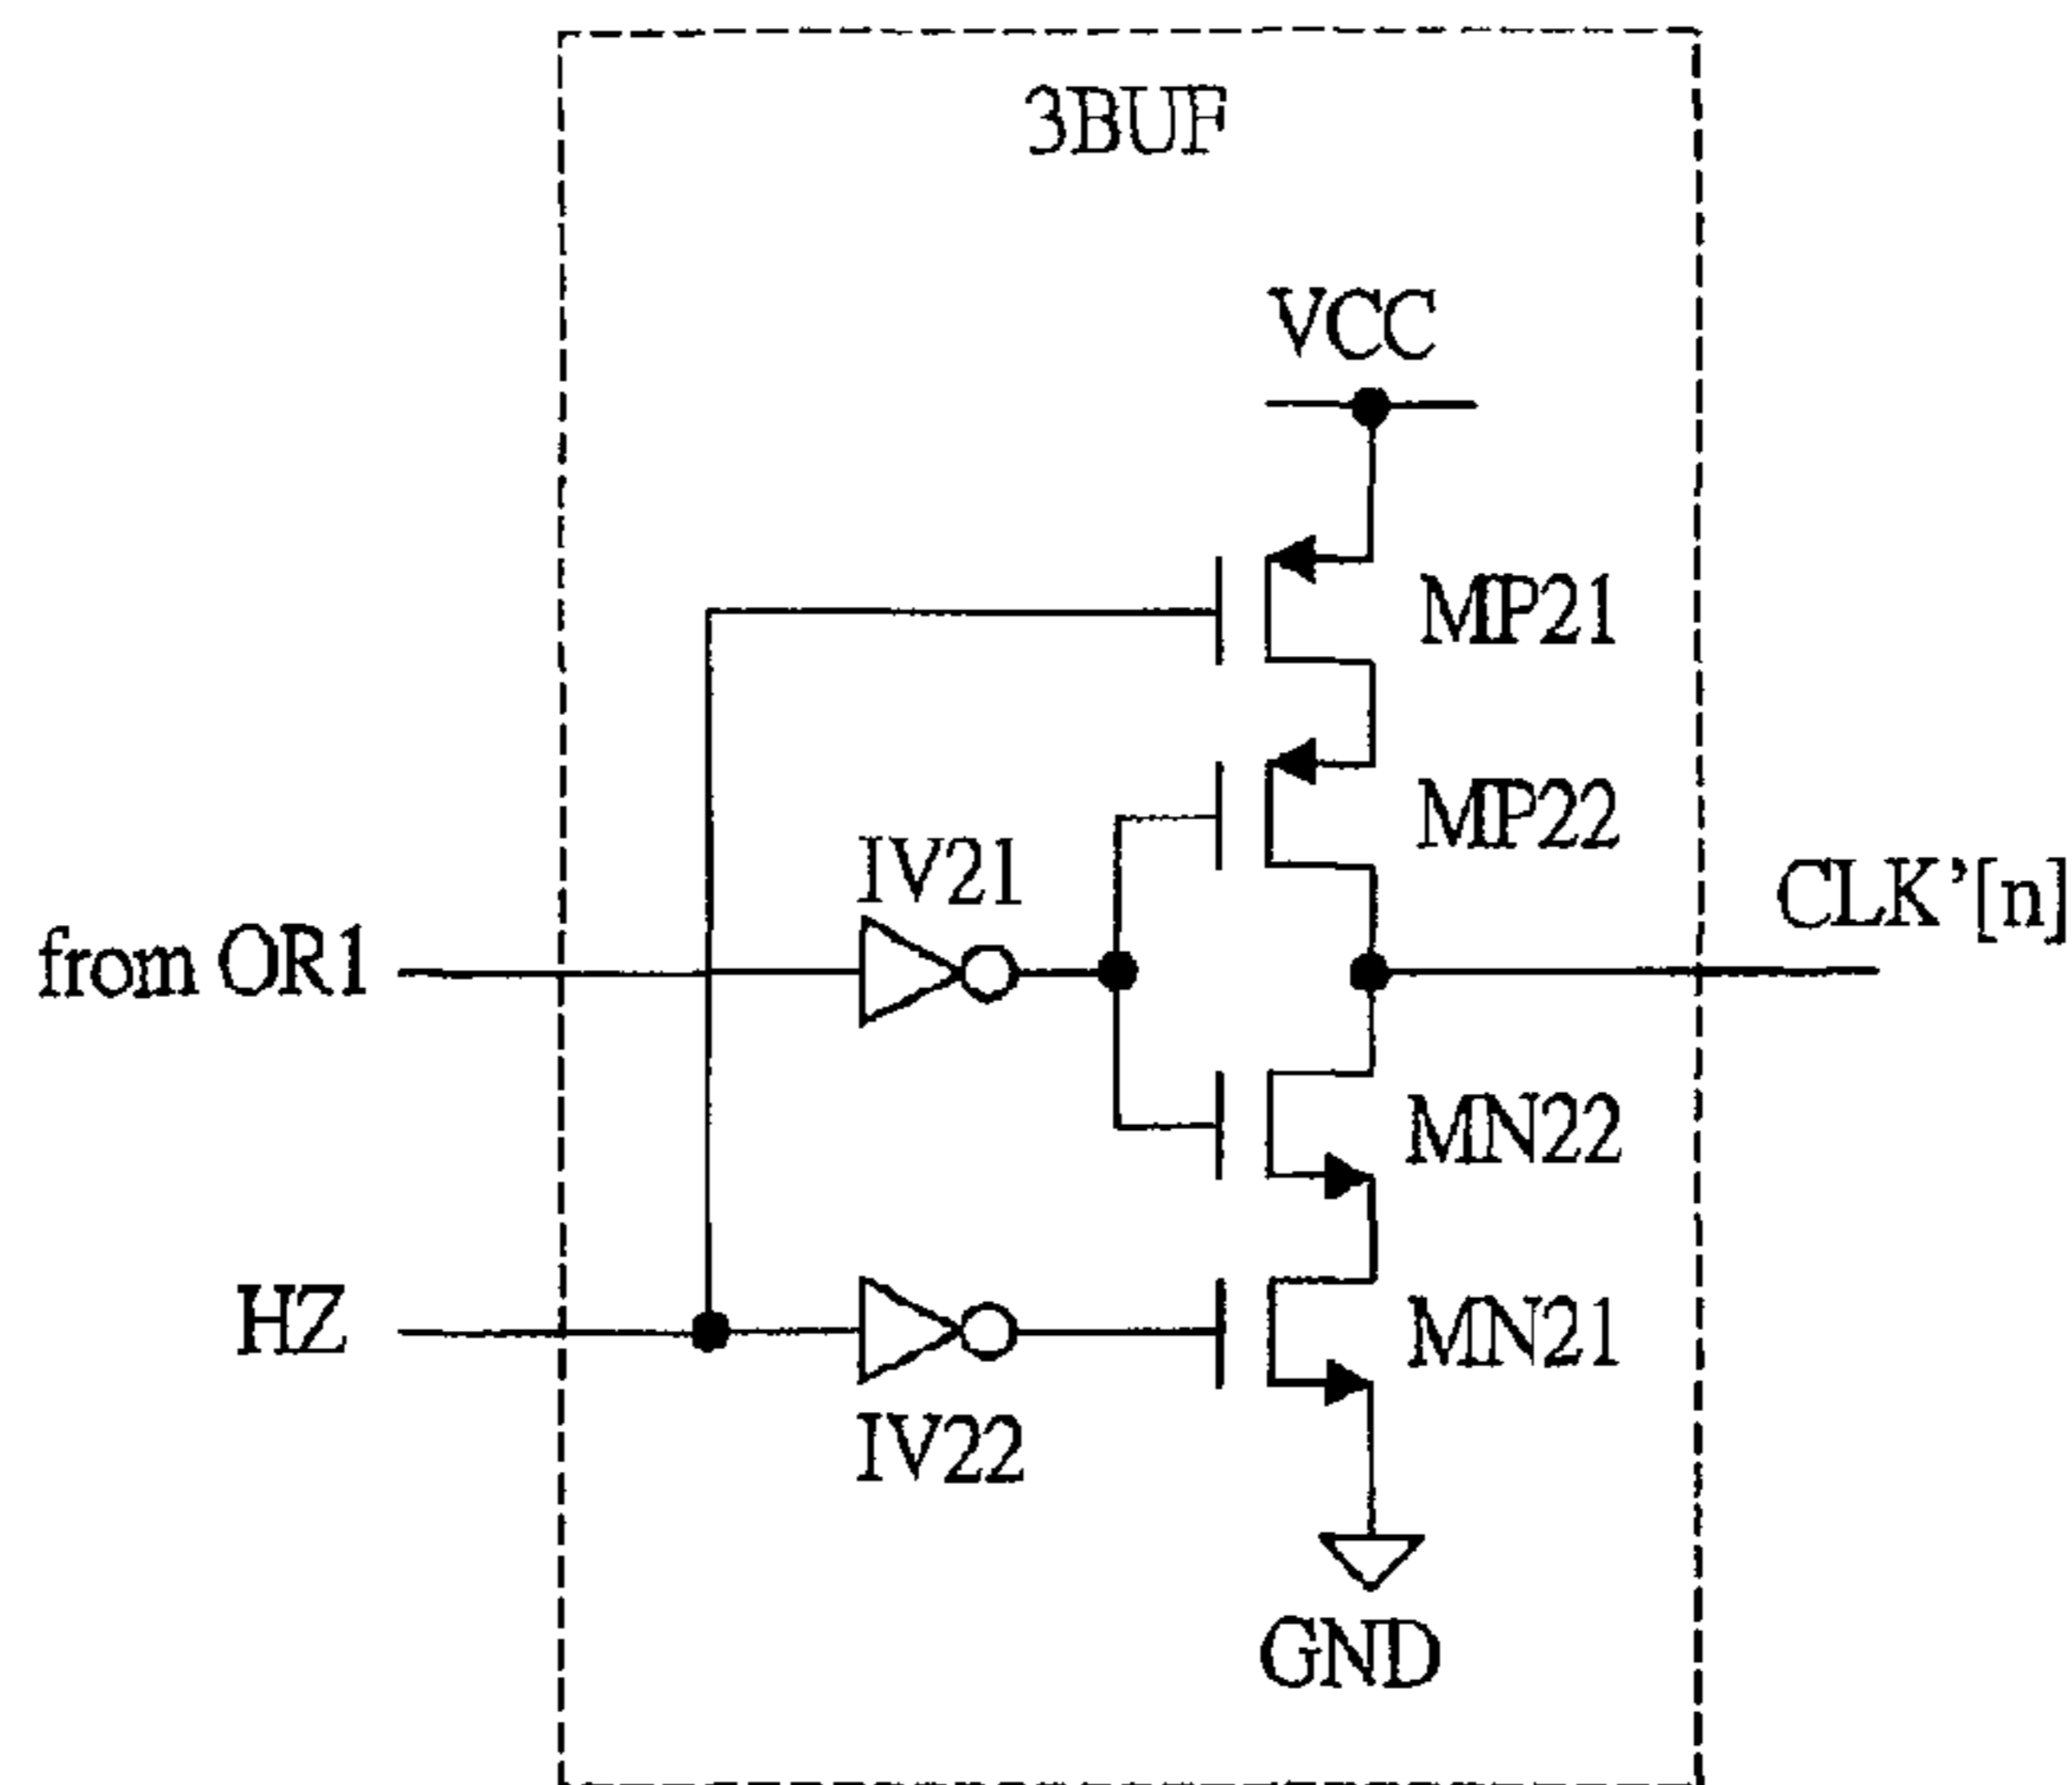 3BUF
VCC
MP21
MP22
IV21
CLK’[n]
from OR1
MN22
HZ
MN21
IV22
GND